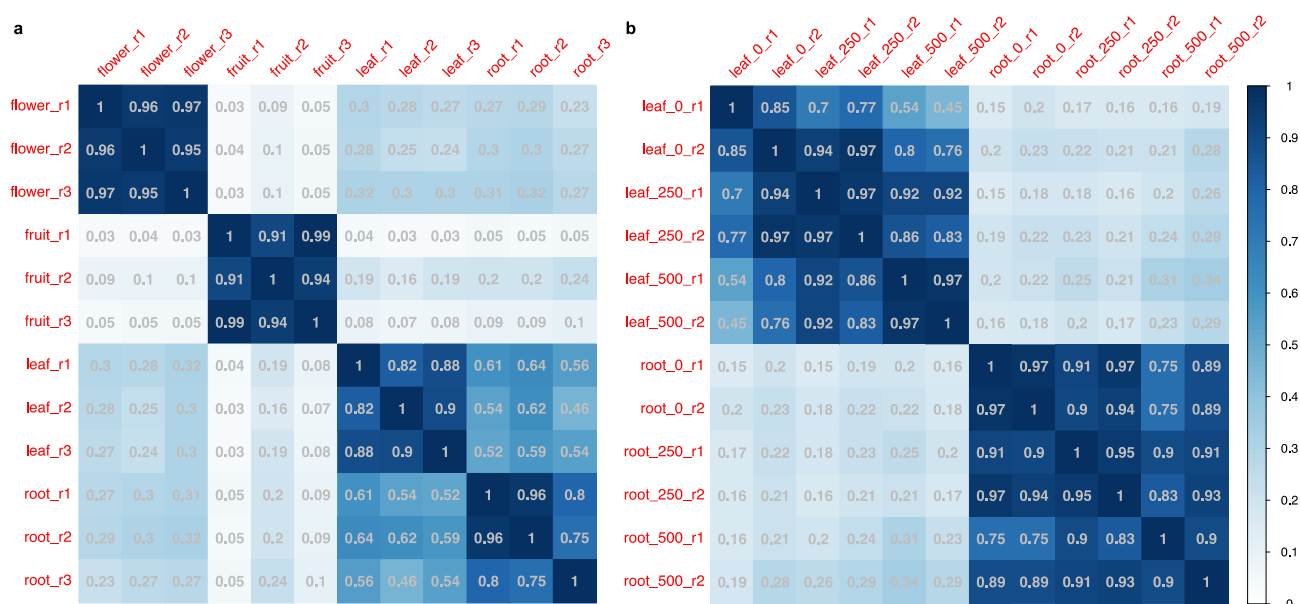 a
flower_r1 flower_r2 flower_r3 fruit_r1 fruit_r2 fruit_r3 leaf_r1 leaf_r2 leaf_r3 root_r1 root_r2 root_r3
flower_r1 1 0.96 0.97 0.03 0.09 0.05 0.3 0.28 0.27 0.27 0.29 0.23
flower_r2 0.96 1 0.95 0.04 0.1 0.05 0.28 0.25 0.24 0.3 0.3 0.27
flower_r3 0.97 0.95 1 0.03 0.1 0.05 0.32 0.3 0.3 0.31 0.32 0.27
fruit_r1 0.03 0.04 0.03 1 0.91 0.99 0.04 0.03 0.03 0.05 0.05 0.05
fruit_r2 0.09 0.1 0.1 0.91 1 0.94 0.19 0.16 0.19 0.2 0.2 0.24
fruit_r3 0.05 0.05 0.05 0.99 0.94 1 0.08 0.07 0.08 0.09 0.09 0.1
leaf_r1 0.3 0.28 0.32 0.04 0.19 0.08 1 0.82 0.88 0.61 0.64 0.56
leaf_r2 0.28 0.25 0.3 0.03 0.16 0.07 0.82 1 0.9 0.54 0.62 0.46
leaf_r3 0.27 0.24 0.3 0.03 0.19 0.08 0.88 0.9 1 0.52 0.59 0.54
root_r1 0.27 0.3 0.31 0.05 0.2 0.09 0.61 0.54 0.52 1 0.96 0.8
root_r2 0.29 0.3 0.32 0.05 0.2 0.09 0.64 0.62 0.59 0.96 1 0.75
root_r3 0.23 0.27 0.27 0.05 0.24 0.1 0.56 0.46 0.54 0.8 0.75 1
b
leaf_0_r1 leaf_0_r2 leaf_250_r1 leaf_250_r2 leaf_500_r1 leaf_500_r2 root_0_r1 root_0_r2 root_250_r1 root_250_r2 root_500_r1 root_500_r2
leaf_0_r1 1 0.85 0.7 0.77 0.54 0.45 0.15 0.2 0.17 0.16 0.16 0.19
leaf_0_r2 0.85 1 0.94 0.97 0.8 0.76 0.2 0.23 0.22 0.21 0.21 0.28
leaf_250_r1 0.7 0.94 1 0.97 0.92 0.92 0.15 0.18 0.18 0.16 0.2 0.26
leaf_250_r2 0.77 0.97 0.97 1 0.86 0.83 0.19 0.22 0.23 0.21 0.24 0.29
leaf_500_r1 0.54 0.8 0.92 0.86 1 0.97 0.2 0.22 0.25 0.21 0.31 0.34
leaf_500_r2 0.45 0.76 0.92 0.83 0.97 1 0.16 0.18 0.2 0.17 0.23 0.29
root_0_r1 0.15 0.2 0.15 0.19 0.2 0.16 1 0.97 0.91 0.97 0.75 0.89
root_0_r2 0.2 0.23 0.18 0.22 0.22 0.18 0.97 1 0.9 0.94 0.75 0.89
root_250_r1 0.17 0.22 0.18 0.23 0.25 0.2 0.91 0.9 1 0.95 0.9 0.91
root_250_r2 0.16 0.21 0.16 0.21 0.21 0.17 0.97 0.94 0.95 1 0.83 0.93
root_500_r1 0.16 0.21 0.2 0.24 0.31 0.23 0.75 0.75 0.9 0.83 1 0.9
root_500_r2 0.19 0.28 0.26 0.29 0.34 0.29 0.89 0.89 0.91 0.93 0.9 1
1
0.9
0.8
0.7
0.6
0.5
0.4
0.3
0.2
0.1
0